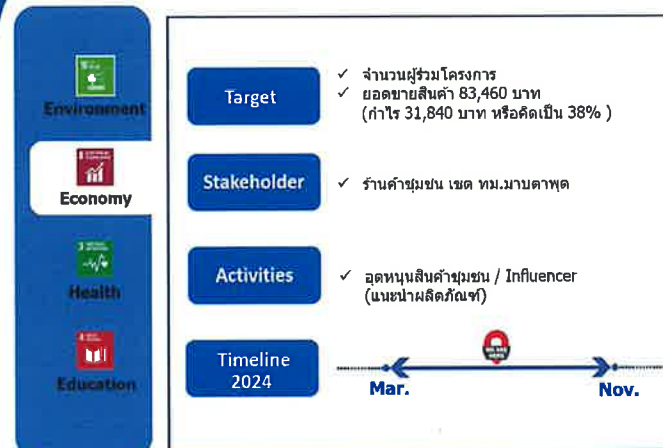 Environment
Economy
Health
Education
Target
✓ จำนวนผู้ร่วมโครงการ
✓ ยอดขายสินค้า 83,460 บาท
(กำไร 31,840 บาท หรือคิดเป็น 38% )
Stakeholder
✓ ร้านค้าชุมชน เขต ทม.มาบตาพุด
Activities
✓ อุดหนุนสินค้าชุมชน / Influencer
(แนะนำผลิตภัณฑ์)
Timeline
2024
WE ARE
HERE
Mar.
Nov.